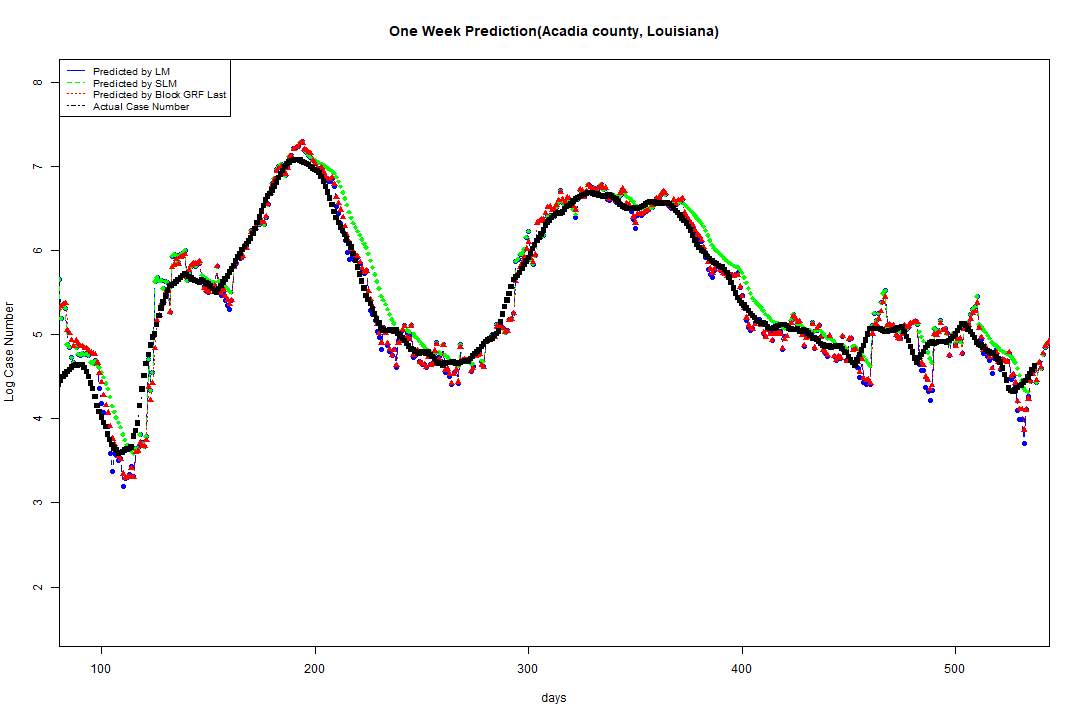 One Week Prediction(Acadia county, Louisiana)
Predicted by LM
Predicted by SLM
Predicted by Block GRF Last
Actual Case Number
8
7
6
5
4
3
2
Log Case Number
100 200 300 400 500
days